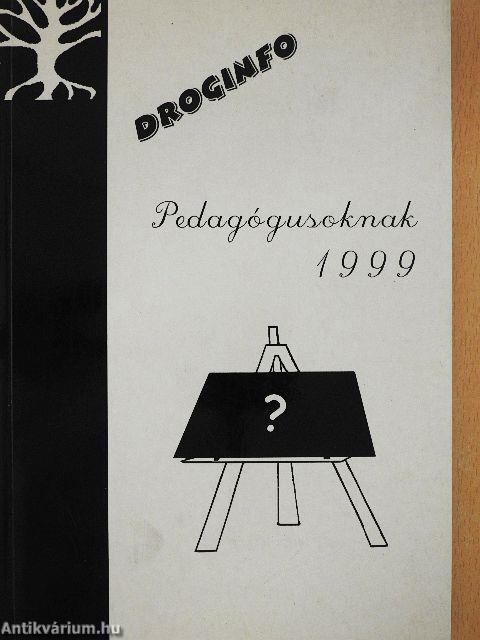 DROGINFO
Pedagógusoknak
1999
?
Antikvárium.hu